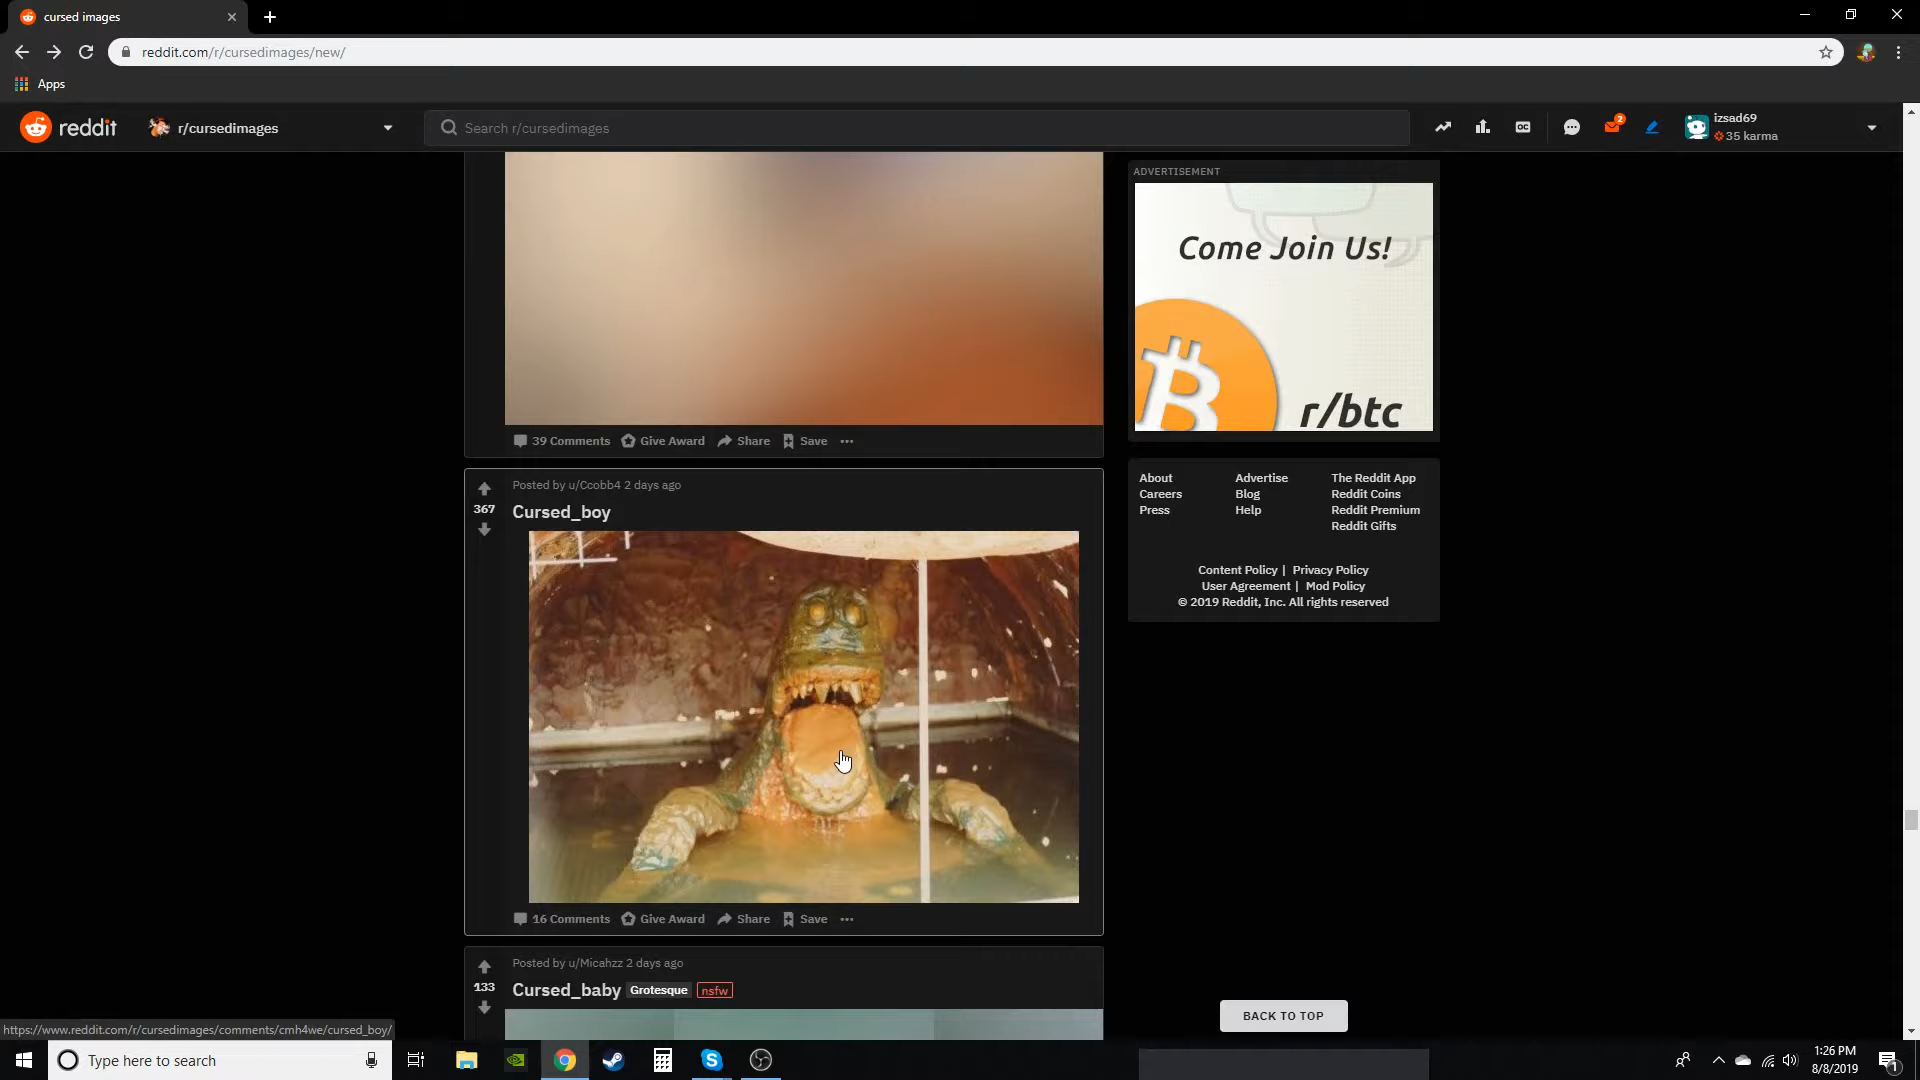 cursed images
reddit.com/r/cursedimages/new/
Apps
reddit
r/cursedimages
Search r/cursedimages
2
izsad69
35 karma
ADVERTISEMENT
Come Join Us!
r/btc
39 Comments Give Award Share Save
Posted by u/Ccobb4 2 days ago
367
Cursed_boy
About Advertise The Reddit App
Careers Blog Reddit Coins
Press Help Reddit Premium
Reddit Gifts
Content Policy | Privacy Policy
User Agreement | Mod Policy
© 2019 Reddit, Inc. All rights reserved
16 Comments Give Award Share Save
Posted by u/Micahzz 2 days ago
133
Cursed_baby Grotesque nsfw
BACK TO TOP
https://www.reddit.com/r/cursedimages/comments/cmh4we/cursed_boy/
Type here to search
1:26 PM
8/8/2019
1